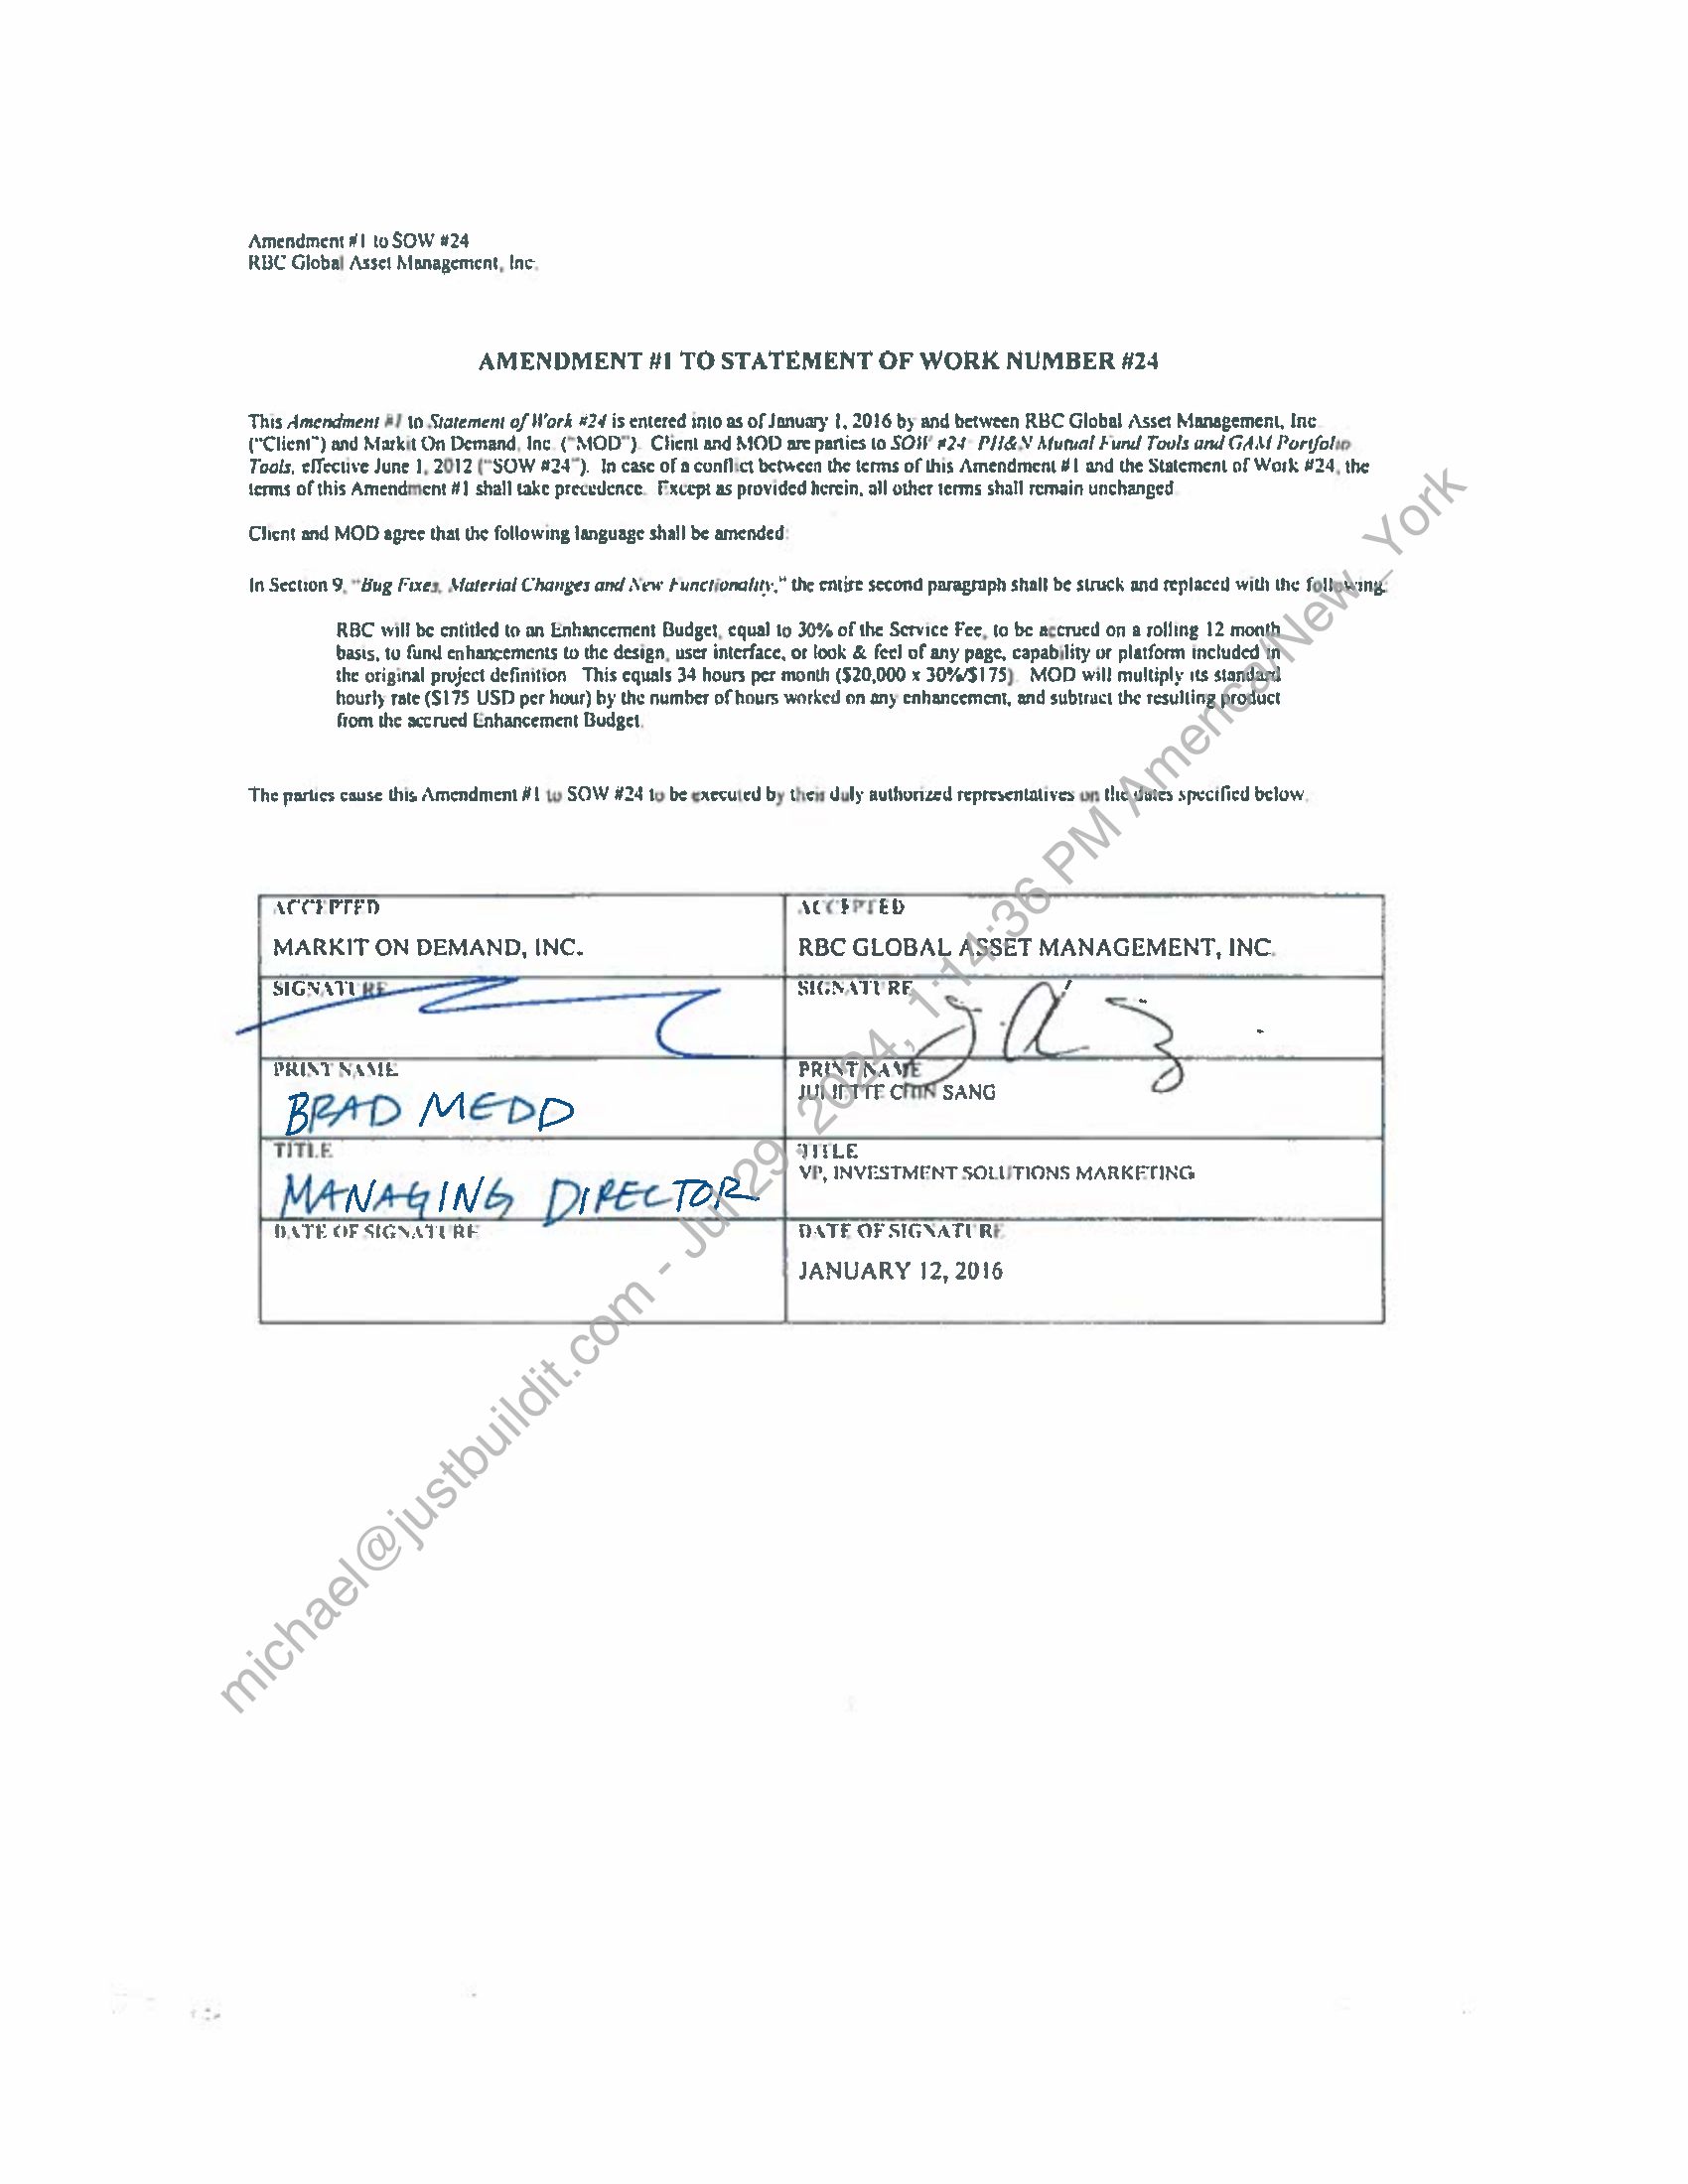 Amendment #1 to SOW #24
RBC Global Asset Management, Inc.
AMENDMENT #1 TO STATEMENT OF WORK NUMBER #24
This Amendment #1 to Statement of Work #24 is entered into as of January 1, 2016 by and between RBC Global Asset Management, Inc
("Client") and Markit On Demand, Inc. ("MOD"). Client and MOD are parties to SOW #24 PH&N Mutual Fund Tools and GAM Portfolio
Tools, effective June 1, 2012 ("SOW #24"). In case of a conflict between the terms of this Amendment #1 and the Statement of Work #24, the
terms of this Amendment #1 shall take precedence. Except as provided herein, all other terms shall remain unchanged.
Client and MOD agree that the following language shall be amended:
In Section 9, "Bug Fixes, Material Changes and New Functionality," the entire second paragraph shall be struck and replaced with the following:
RBC will be entitled to an Enhancement Budget, equal to 30% of the Service Fee, to be accrued on a rolling 12 month
basis, to fund enhancements to the design, user interface, or look & feel of any page, capability or platform included in
the original project definition This equals 34 hours per month ($20,000 x 30%/$175). MOD will multiply its standard
hourly rate ($175 USD per hour) by the number of hours worked on any enhancement, and subtract the resulting product
from the accrued Enhancement Budget.
The parties cause this Amendment #1 to SOW #24 to be executed by their duly authorized representatives on the dates specified below.
ACCEPTED
MARKIT ON DEMAND, INC.
SIGNATURE
PRINT NAME
BRAD MEDD
TITLE
MANAGING DIRECTOR
DATE OF SIGNATURE
ACCEPTED
RBC GLOBAL ASSET MANAGEMENT, INC.
SIGNATURE
PRINT NAME
JULIETTE CHIN SANG
TITLE
VP, INVESTMENT SOLUTIONS MARKETING
DATE OF SIGNATURE
JANUARY 12, 2016
michael@justbuildit.com - Jul 29, 2024, 1:14:36 PM America/New_York